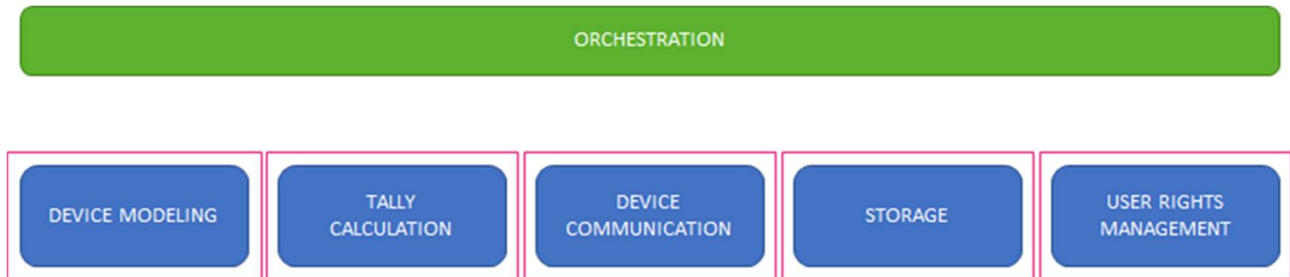 ORCHESTRATION
DEVICE MODELING
TALLY
CALCULATION
DEVICE
COMMUNICATION
STORAGE
USER RIGHTS
MANAGEMENT